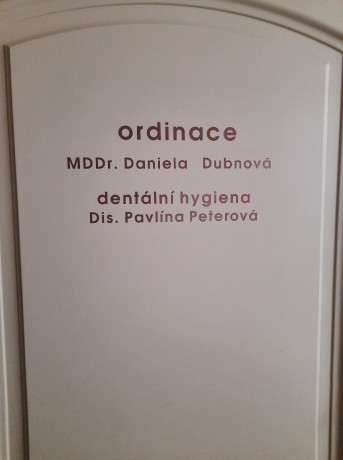 ordinace
MDDr. Daniela Dubnová
dentální hygiena
Dis. Pavlína Peterová